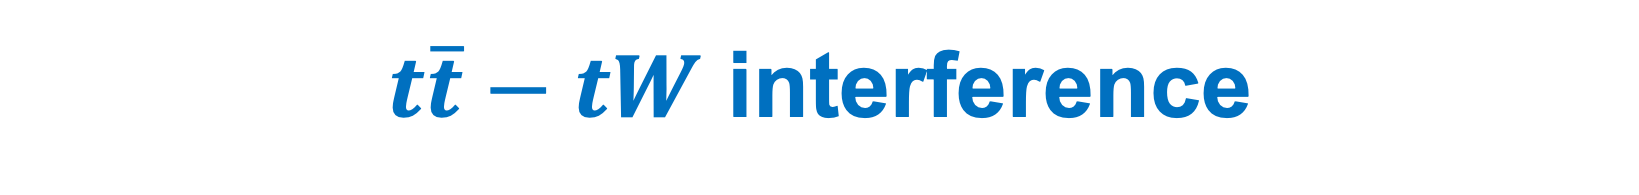 tt̄ − tW interference